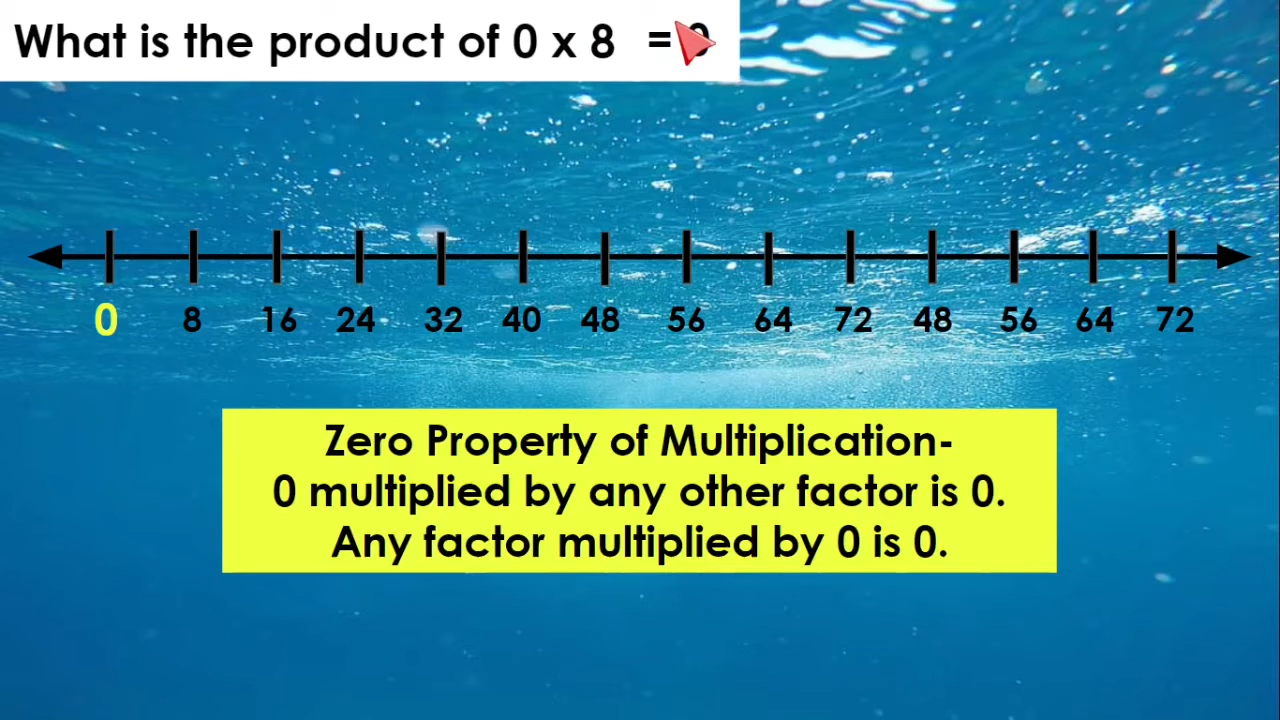 What is the product of 0 x 8 = 0
0 8 16 24 32 40 48 56 64 72 48 56 64 72
Zero Property of Multiplication-
0 multiplied by any other factor is 0.
Any factor multiplied by 0 is 0.